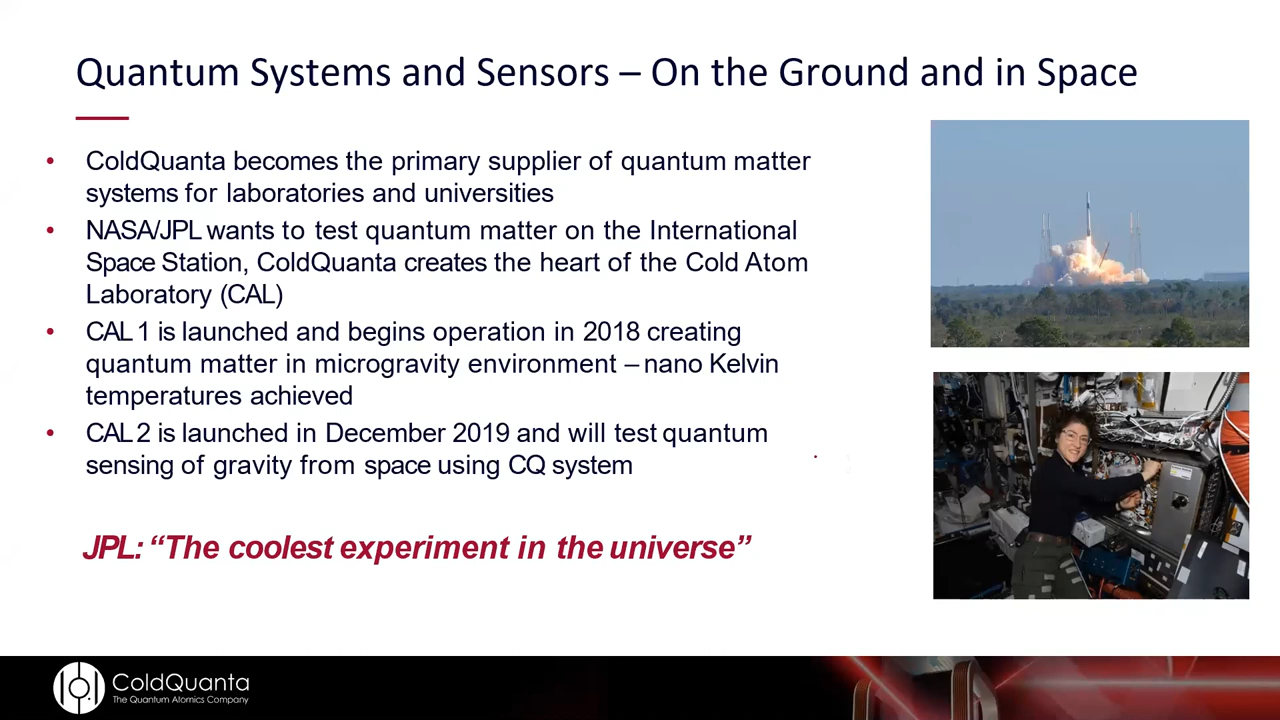 Quantum Systems and Sensors – On the Ground and in Space
• ColdQuanta becomes the primary supplier of quantum matter
systems for laboratories and universities
• NASA/JPL wants to test quantum matter on the International
Space Station, ColdQuanta creates the heart of the Cold Atom
Laboratory (CAL)
• CAL 1 is launched and begins operation in 2018 creating
quantum matter in microgravity environment – nano Kelvin
temperatures achieved
• CAL 2 is launched in December 2019 and will test quantum
sensing of gravity from space using CQ system
JPL: “The coolest experiment in the universe”
ColdQuanta
The Quantum Atomics Company